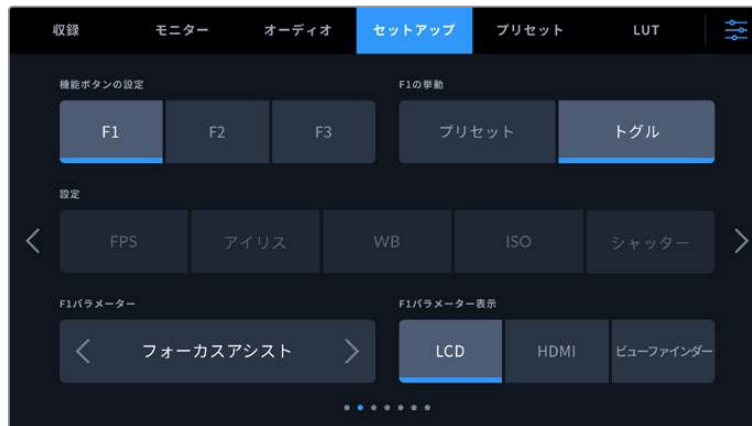 収録 モニター オーディオ セットアップ プリセット LUT
機能ボタンの設定 F1の挙動
F1 F2 F3 プリセット トグル
設定
FPS アイリス WB ISO シャッター
F1パラメーター F1パラメーター表示
フォーカスアシスト LCD HDMI ビューファインダー